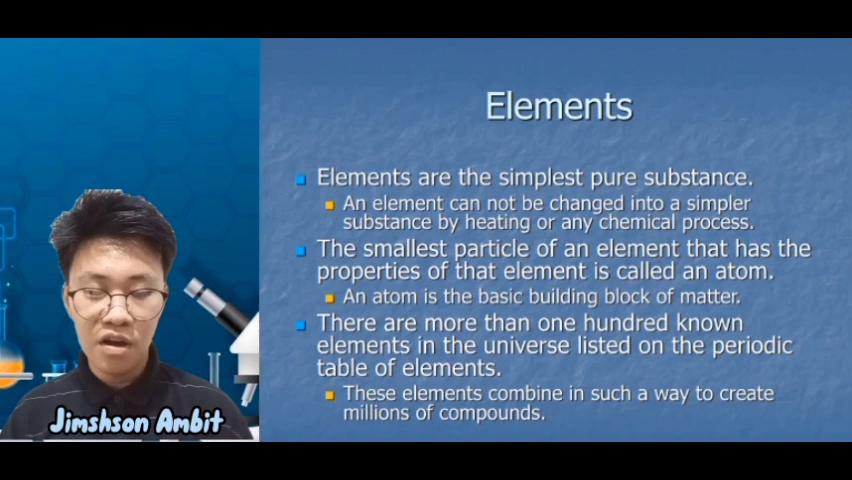 Elements
Elements are the simplest pure substance.
An element can not be changed into a simpler
substance by heating or any chemical process.
The smallest particle of an element that has the
properties of that element is called an atom.
An atom is the basic building block of matter.
There are more than one hundred known
elements in the universe listed on the periodic
table of elements.
These elements combine in such a way to create
millions of compounds.
Jimshson Ambit